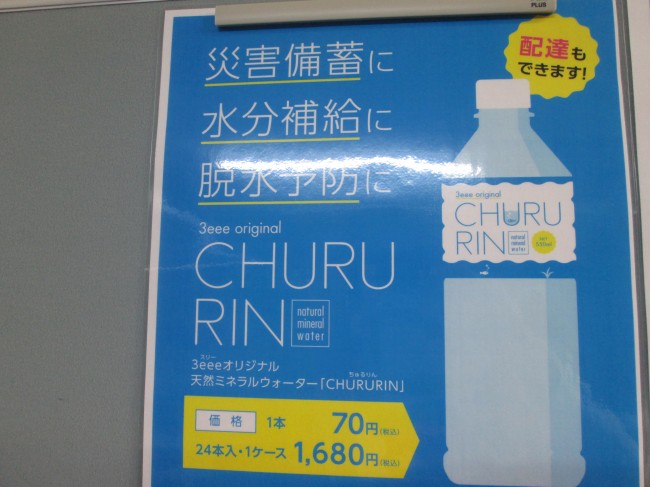 PLUS
災害備蓄に
水分補給に
脱水予防に
配達も
できます!
3eee original
CHURU
RIN
natural
mineral
water
スリー
3eeeオリジナル
ちゅるりん
天然ミネラルウォーター「CHURURIN」
価格 1本 70円(税込)
24本入・1ケース 1,680円(税込)
3eee original
CHURU
RIN
natural
mineral
water